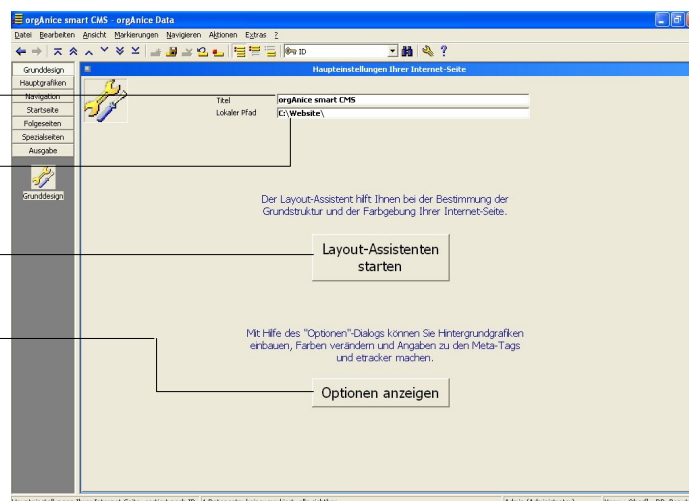 orgAnice smart CMS - orgAnice Data
Datei Bearbeiten Ansicht Markierungen Navigieren Aktionen Extras ?
ID
Grunddesign
Hauptgrafiken
Navigation
Startseite
Folgeseiten
Spezialseiten
Ausgabe
Grunddesign
Haupteinstellungen Ihrer Internet-Seite
Titel orgAnice smart CMS
Lokaler Pfad C:\Website\
Der Layout-Assistent hilft Ihnen bei der Bestimmung der
Grundstruktur und der Farbgebung Ihrer Internet-Seite.
Layout-Assistenten
starten
Mit Hilfe des "Optionen"-Dialogs können Sie Hintergrundgrafiken
einbauen, Farben verändern und Angaben zu den Meta-Tags
und etracker machen.
Optionen anzeigen